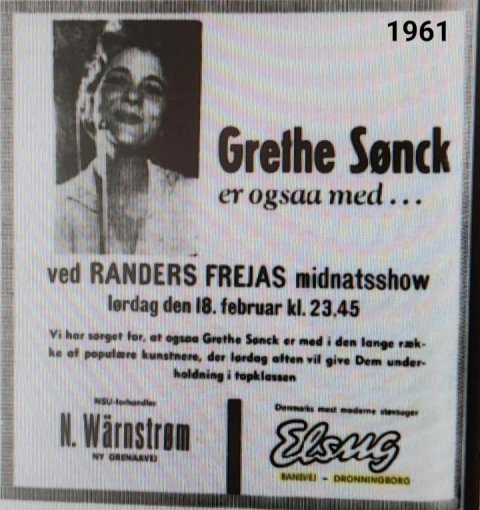 1961
Grethe Sønck
er ogsaa med...
ved RANDERS FREJAS midnatsshow
lørdag den 18. februar kl. 23.45
Vi har sørget for, at ogsaa Grethe Sønck er med i den lange ræk-
ke af populære kunstnere, der lørdag aften vil give Dem under-
holdning i topklassen
NSU-forhandler
N. Wärnstrøm
NY GRENAAVEJ
Danmarks mest moderne støvsuger
BANEVEJ - DRONNINGBORG